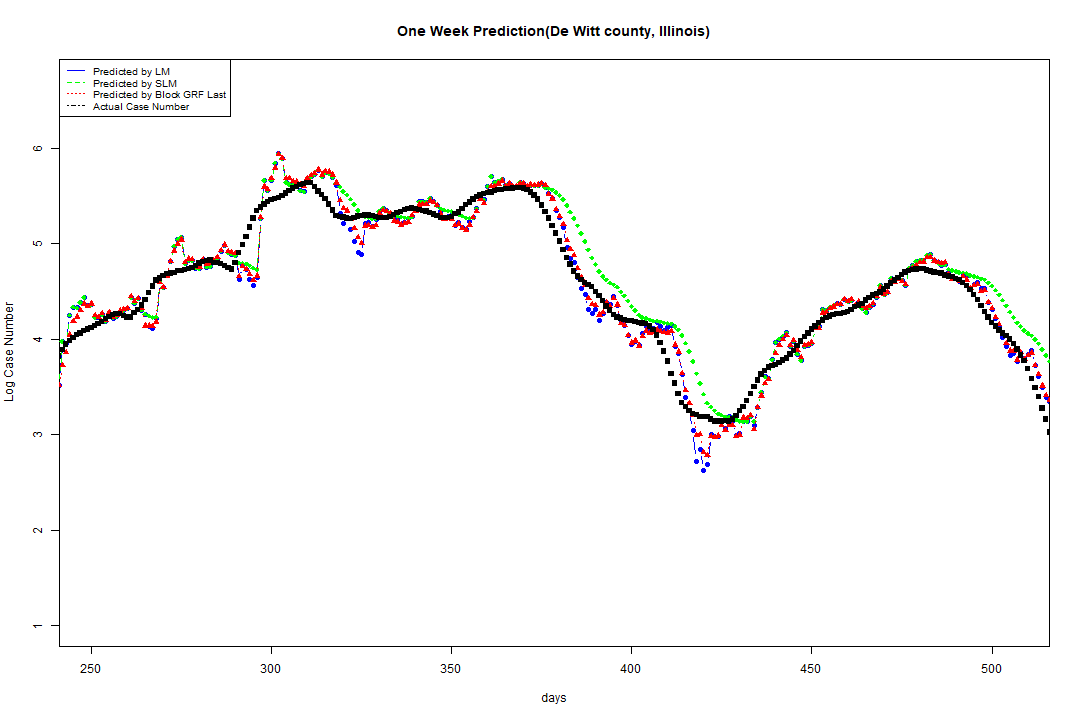 One Week Prediction(De Witt county, Illinois)
Predicted by LM
Predicted by SLM
Predicted by Block GRF Last
Actual Case Number
Log Case Number
6
5
4
3
2
1
250 300 350 400 450 500
days